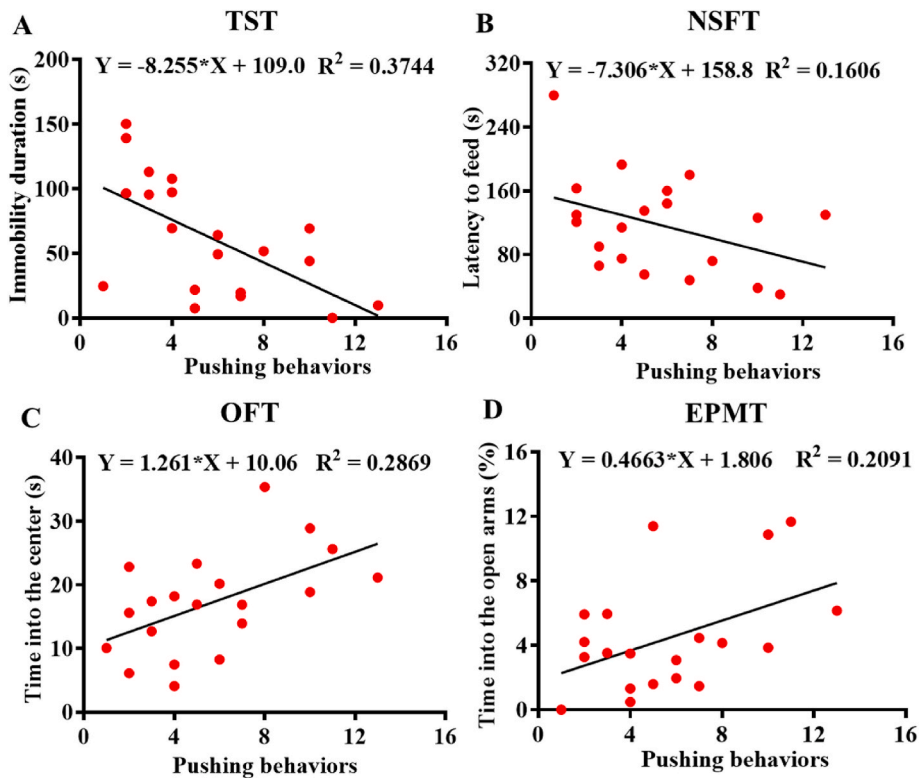 A
TST
Y = -8.255*X + 109.0 R² = 0.3744
Immobility duration (s)
200
150
100
50
0
0 4 8 12 16
Pushing behaviors
B
NSFT
Y = -7.306*X + 158.8 R² = 0.1606
Latency to feed (s)
320
240
160
80
0
0 4 8 12 16
Pushing behaviors
C
OFT
Y = 1.261*X + 10.06 R² = 0.2869
Time into the center (s)
40
30
20
10
0
0 4 8 12 16
Pushing behaviors
D
EPMT
Y = 0.4663*X + 1.806 R² = 0.2091
Time into the open arms (%)
12
8
4
0
0 4 8 12 16
Pushing behaviors